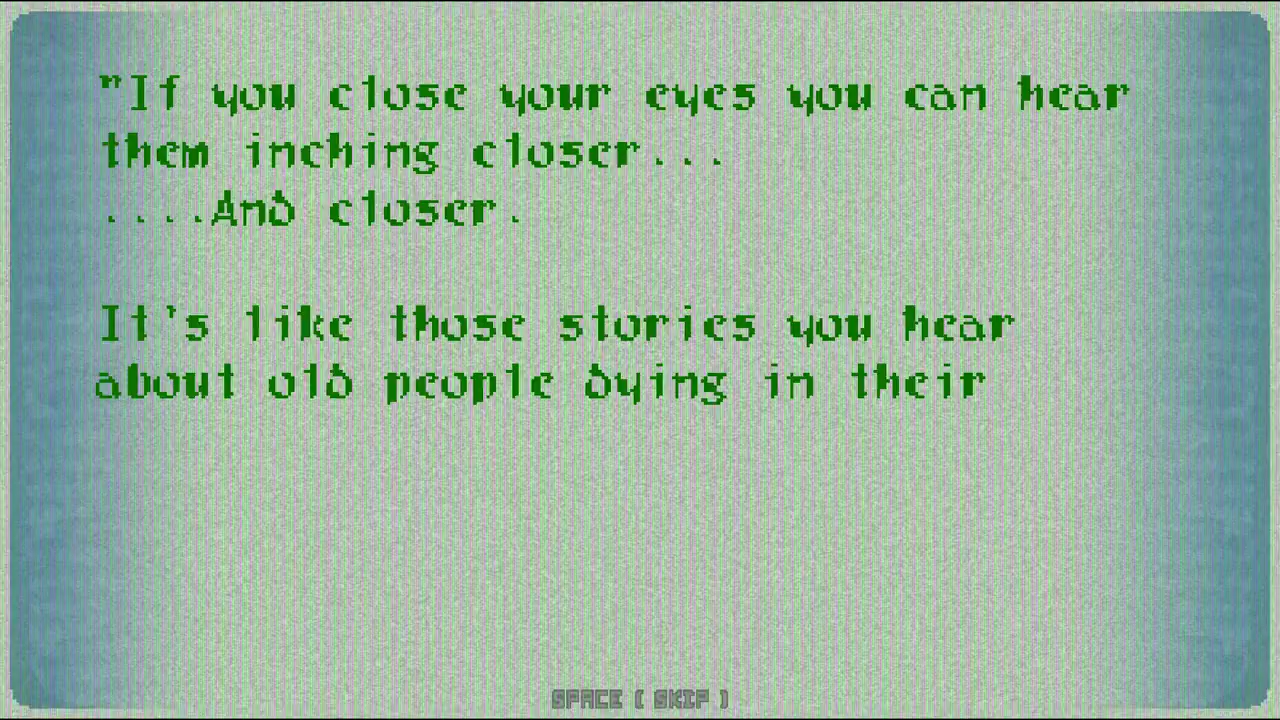 "If you close your eyes you can hear
them inching closer...
....And closer.
It's like those stories you hear
about old people dying in their
SPACE ( SKIP )